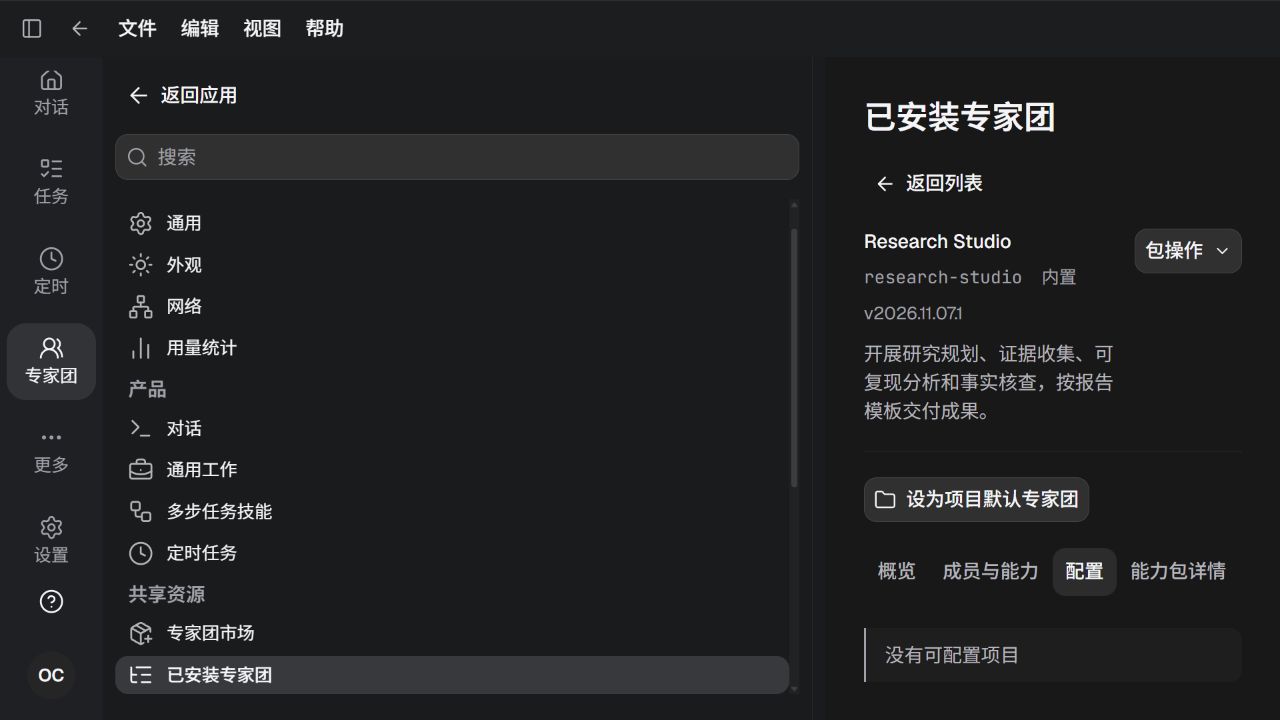 文件 编辑 视图 帮助
对话
任务
定时
专家团
更多
设置
OC
返回应用
搜索
通用
外观
网络
用量统计
产品
对话
通用工作
多步任务技能
定时任务
共享资源
专家团市场
已安装专家团
已安装专家团
返回列表
Research Studio
包操作
research-studio 内置
v2026.11.07.1
开展研究规划、证据收集、可
复现分析和事实核查，按报告
模板交付成果。
设为项目默认专家团
概览 成员与能力 配置 能力包详情
没有可配置项目